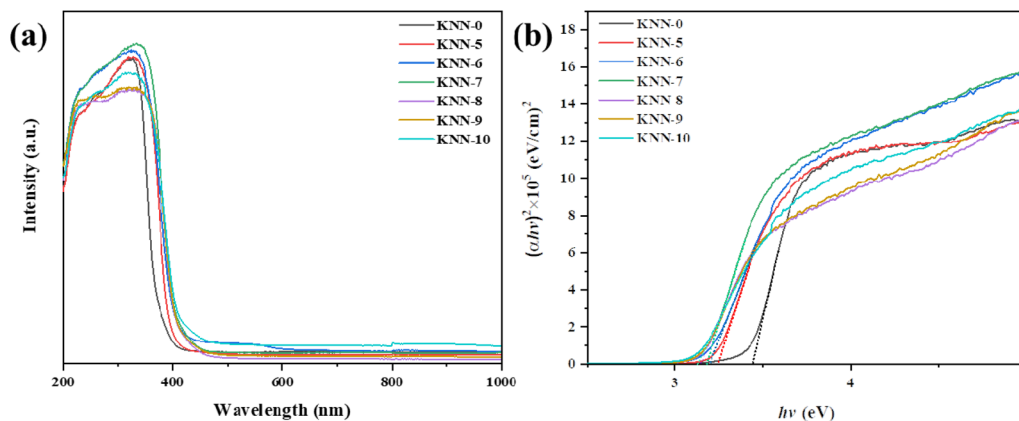 (a)
KNN-0
KNN-5
KNN-6
KNN-7
KNN-8
KNN-9
KNN-10
Intensity (a.u.)
200
400
600
800
1000
Wavelength (nm)
(b)
KNN-0
KNN-5
KNN-6
KNN-7
KNN-8
KNN-9
KNN-10
(αhv)²×10⁵ (eV/cm)²
18
16
14
12
10
8
6
4
2
0
3
4
hv (eV)